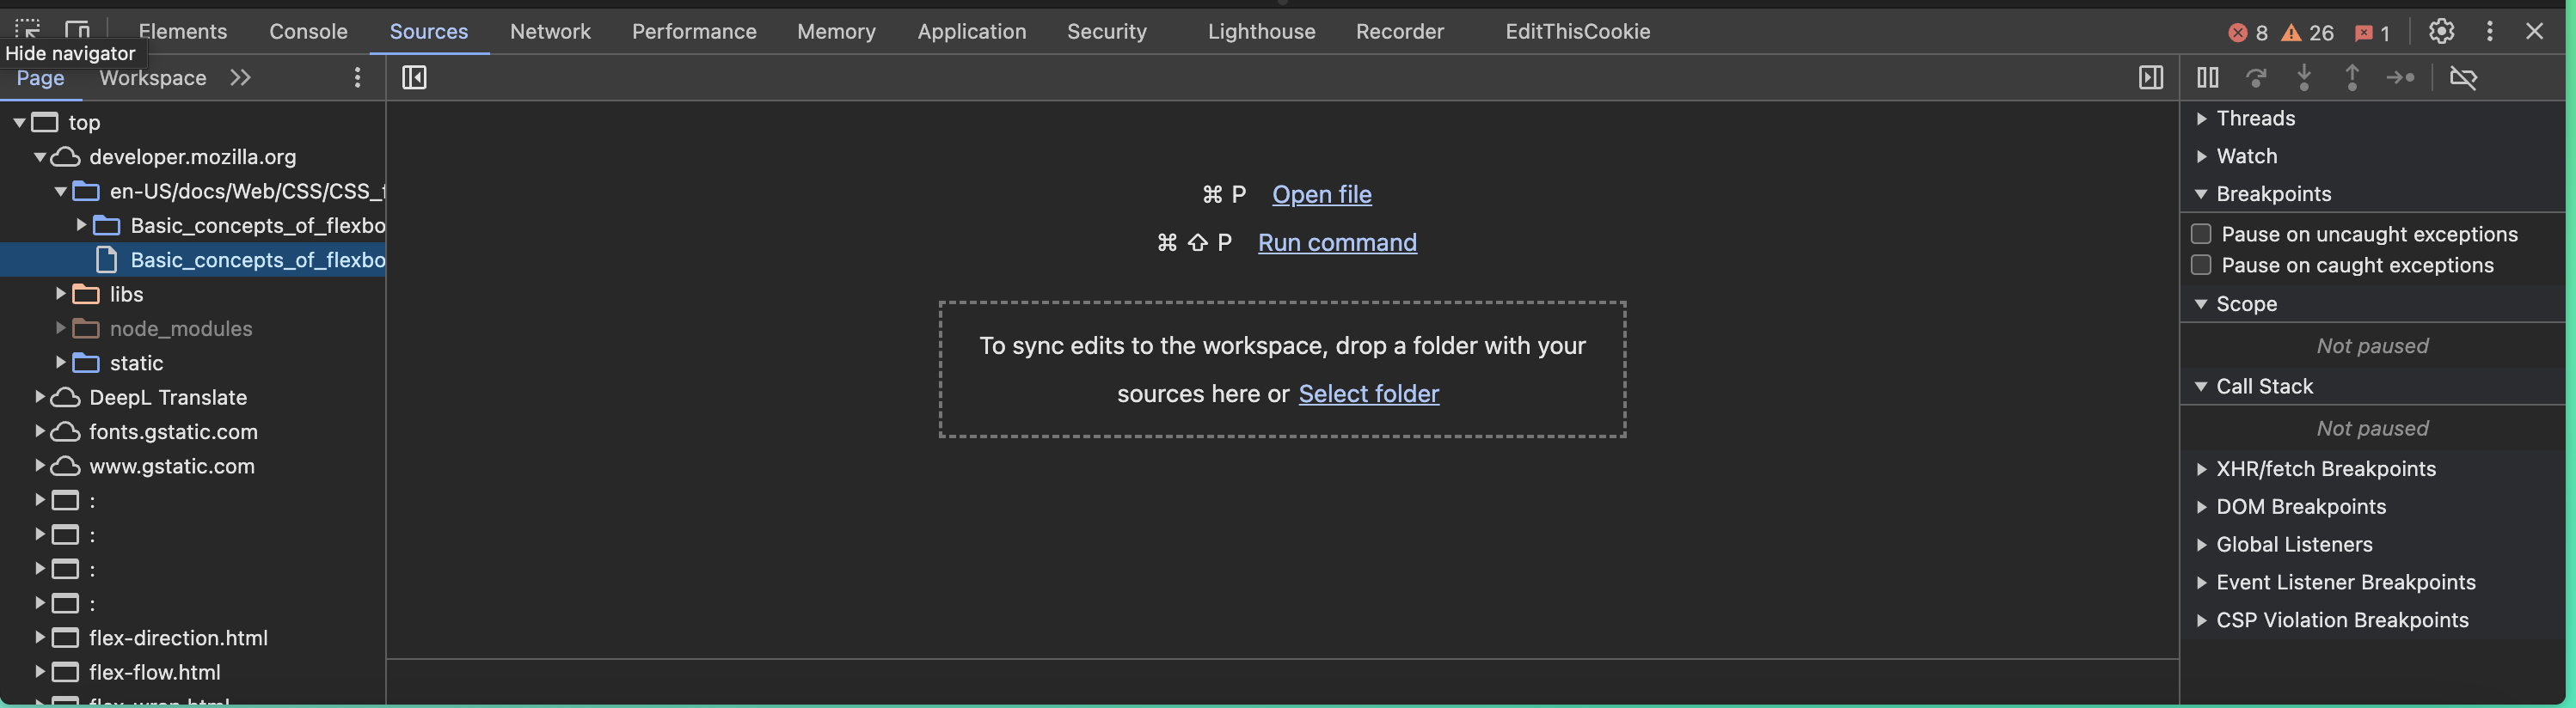 Elements Console Sources Network Performance Memory Application Security Lighthouse Recorder EditThisCookie 8 26 1
Hide navigator
Page Workspace
top
developer.mozilla.org
en-US/docs/Web/CSS/CSS_f
Basic_concepts_of_flexbo
Basic_concepts_of_flexbo
libs
node_modules
static
DeepL Translate
fonts.gstatic.com
www.gstatic.com
:
:
:
:
flex-direction.html
flex-flow.html
flex-wrap.html
⌘ P Open file
⌘ ⇧ P Run command
To sync edits to the workspace, drop a folder with your
sources here or Select folder
Threads
Watch
Breakpoints
Pause on uncaught exceptions
Pause on caught exceptions
Scope
Not paused
Call Stack
Not paused
XHR/fetch Breakpoints
DOM Breakpoints
Global Listeners
Event Listener Breakpoints
CSP Violation Breakpoints